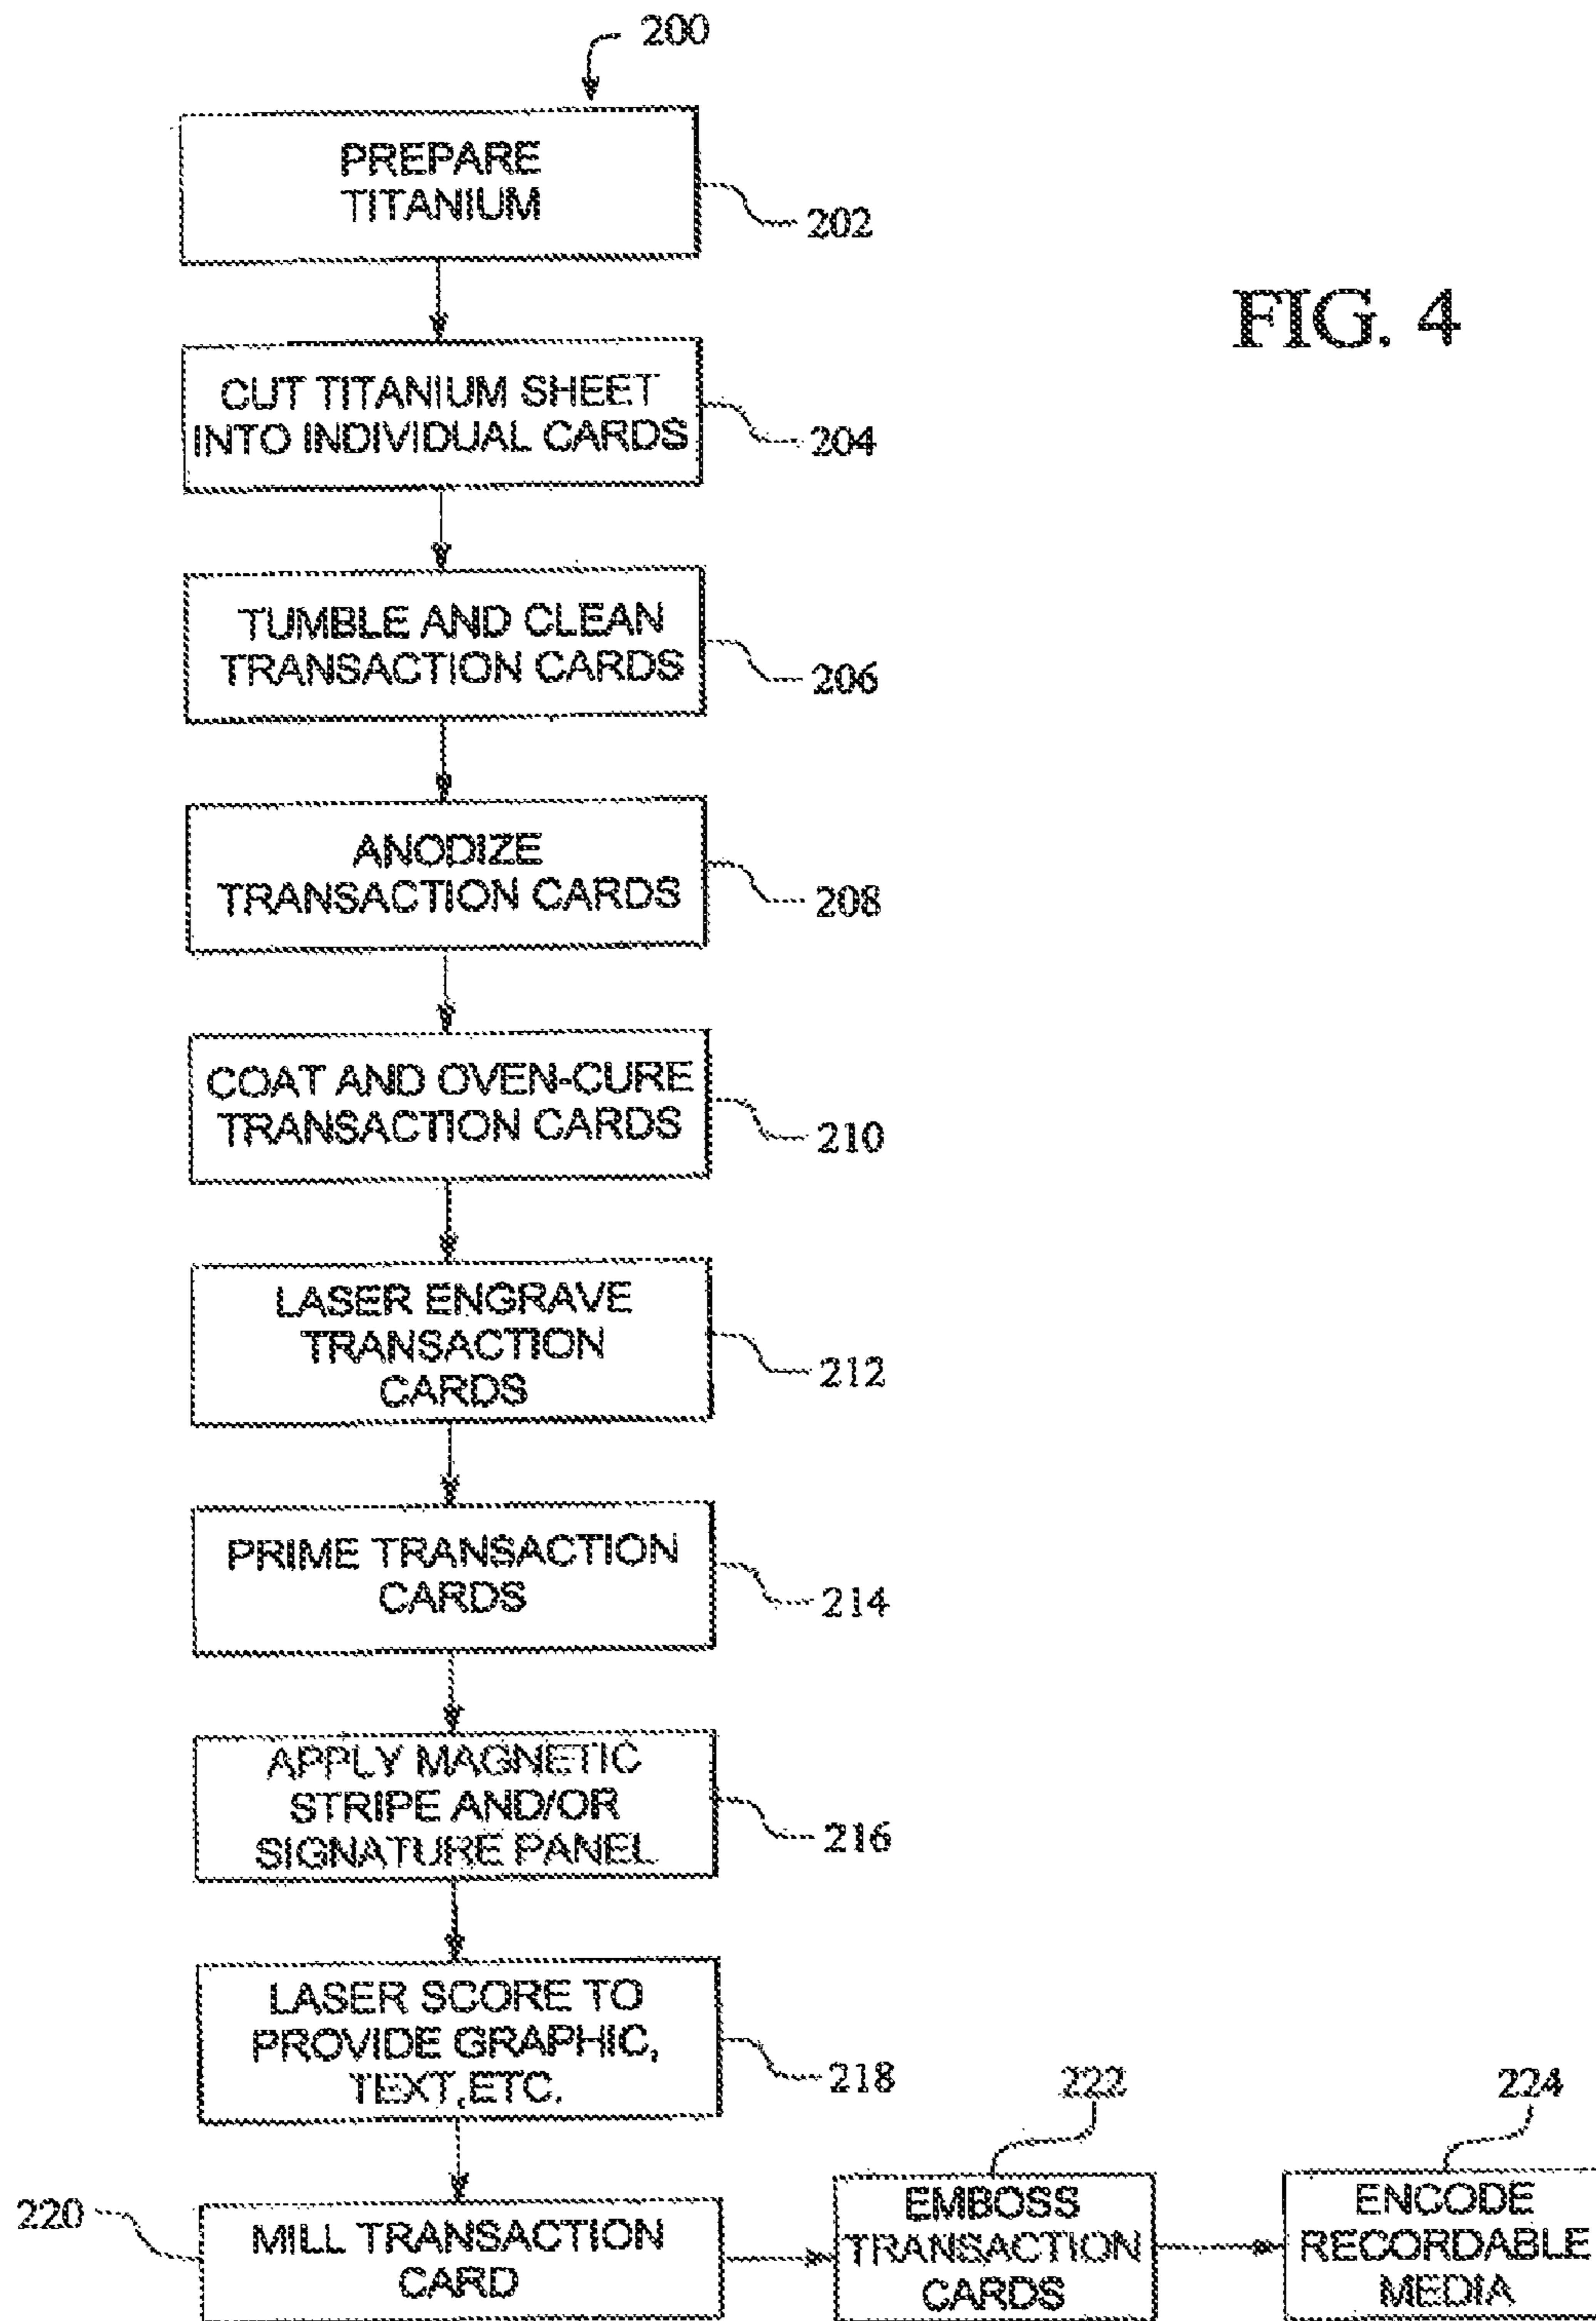 200
PREPARE
TITANIUM
202
FIG. 4
CUT TITANIUM SHEET
INTO INDIVIDUAL CARDS
204
TUMBLE AND CLEAN
TRANSACTION CARDS
206
ANODIZE
TRANSACTION CARDS
208
COAT AND OVEN-CURE
TRANSACTION CARDS
210
LASER ENGRAVE
TRANSACTION
CARDS
212
PRIME TRANSACTION
CARDS
214
APPLY MAGNETIC
STRIPE AND/OR
SIGNATURE PANEL
216
LASER SCORE TO
PROVIDE GRAPHIC,
TEXT,ETC.
218
220
MILL TRANSACTION
CARD
222
EMBOSS
TRANSACTION
CARDS
224
ENCODE
RECORDABLE
MEDIA